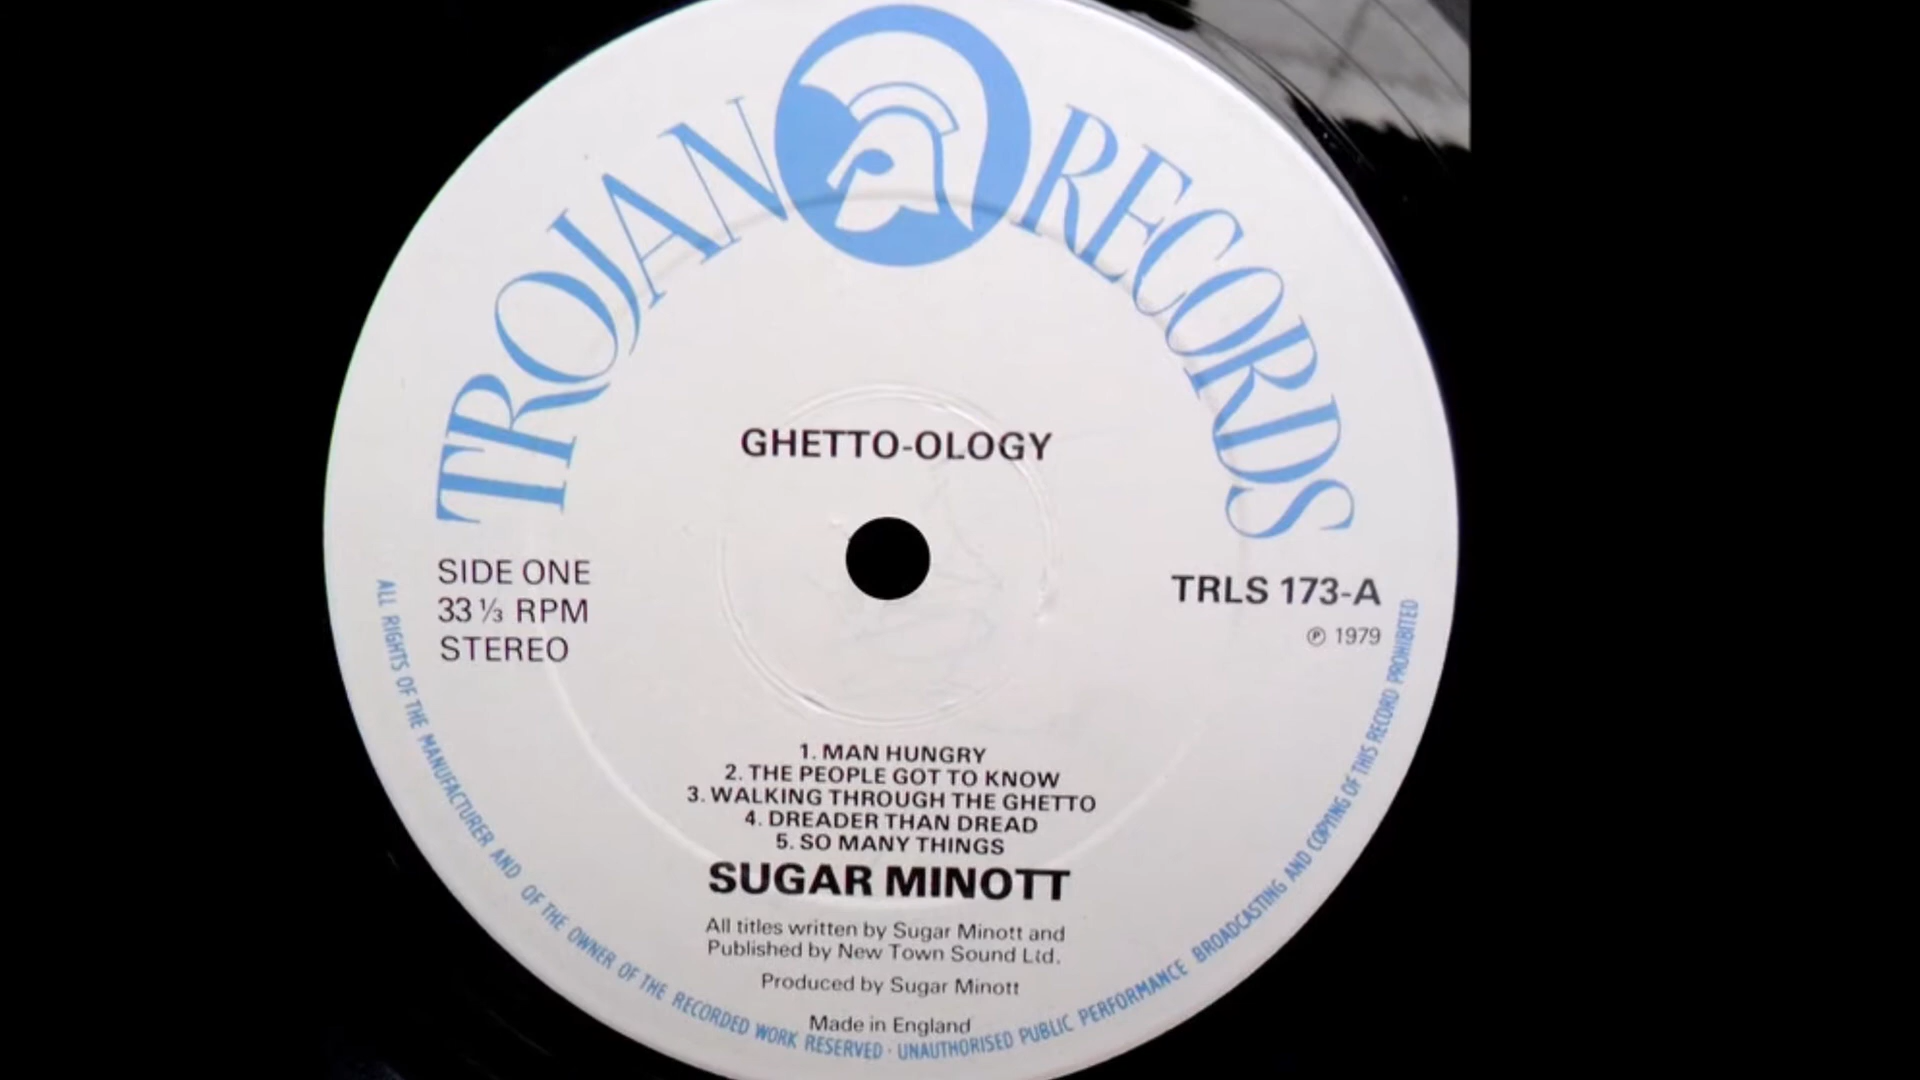 TROJAN RECORDS
GHETTO-OLOGY
SIDE ONE
33 ⅓ RPM
STEREO
TRLS 173-A
℗ 1979
1. MAN HUNGRY
2. THE PEOPLE GOT TO KNOW
3. WALKING THROUGH THE GHETTO
4. DREADER THAN DREAD
5. SO MANY THINGS
SUGAR MINOTT
All titles written by Sugar Minott and
Published by New Town Sound Ltd.
Produced by Sugar Minott
Made in England
ALL RIGHTS OF THE MANUFACTURER AND OF THE OWNER OF THE RECORDED WORK RESERVED · UNAUTHORISED PUBLIC PERFORMANCE BROADCASTING AND COPYING OF THIS RECORD PROHIBITED